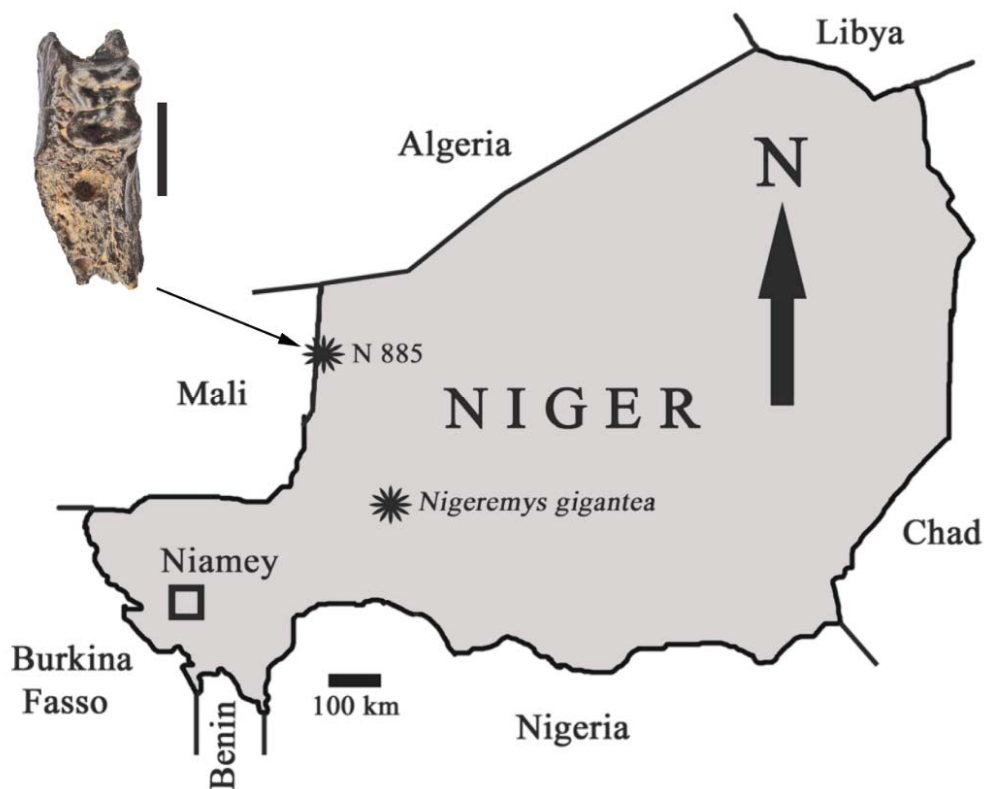 Libya
Algeria
N
N 885
Mali
NIGER
Nigeremys gigantea
Chad
Niamey
Burkina
Fasso
100 km
Benin
Nigeria